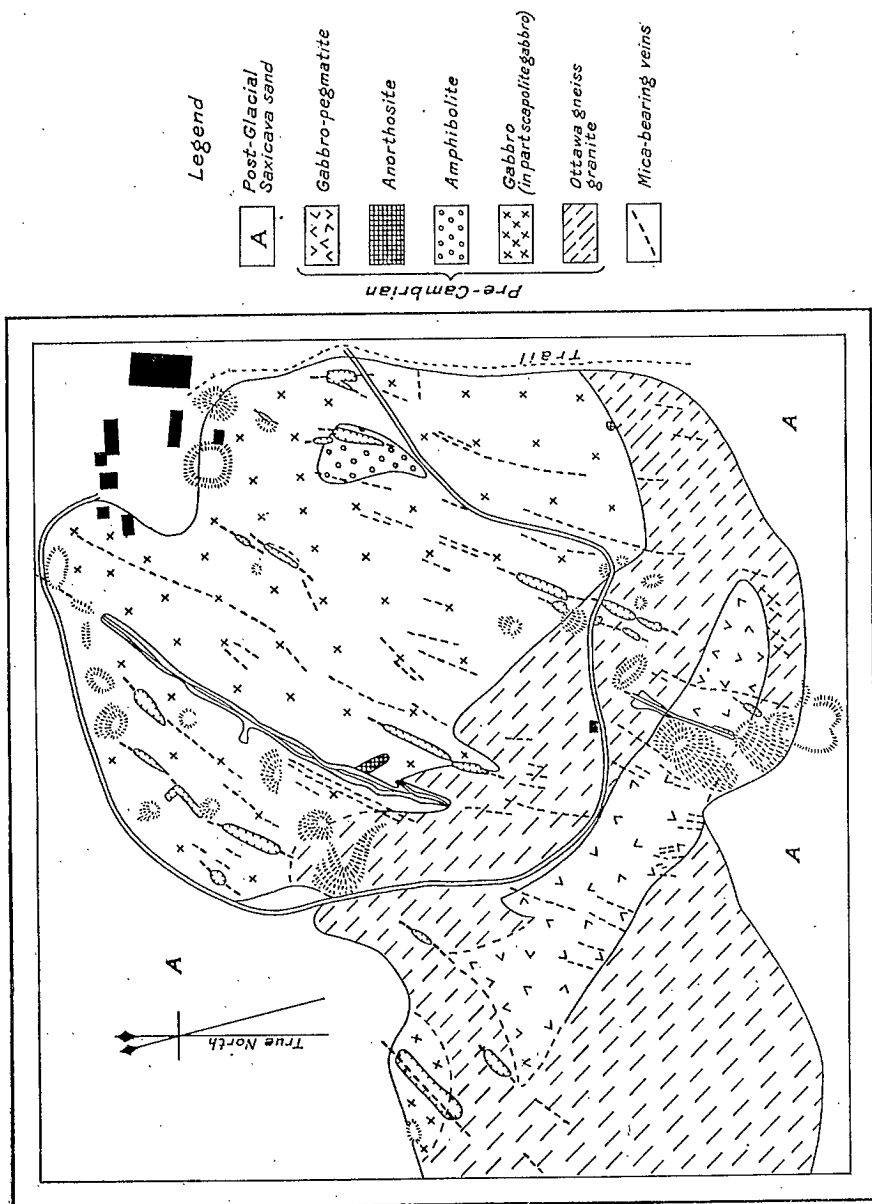 Legend
A
Post-Glacial
Saxicava sand
Gabbro-pegmatite
Anorthosite
Amphibolite
Gabbro
(in part scapolite gabbro)
Ottawa gneiss
granite
Mica-bearing veins
Pre-Cambrian
Trail
A
A
A
True North